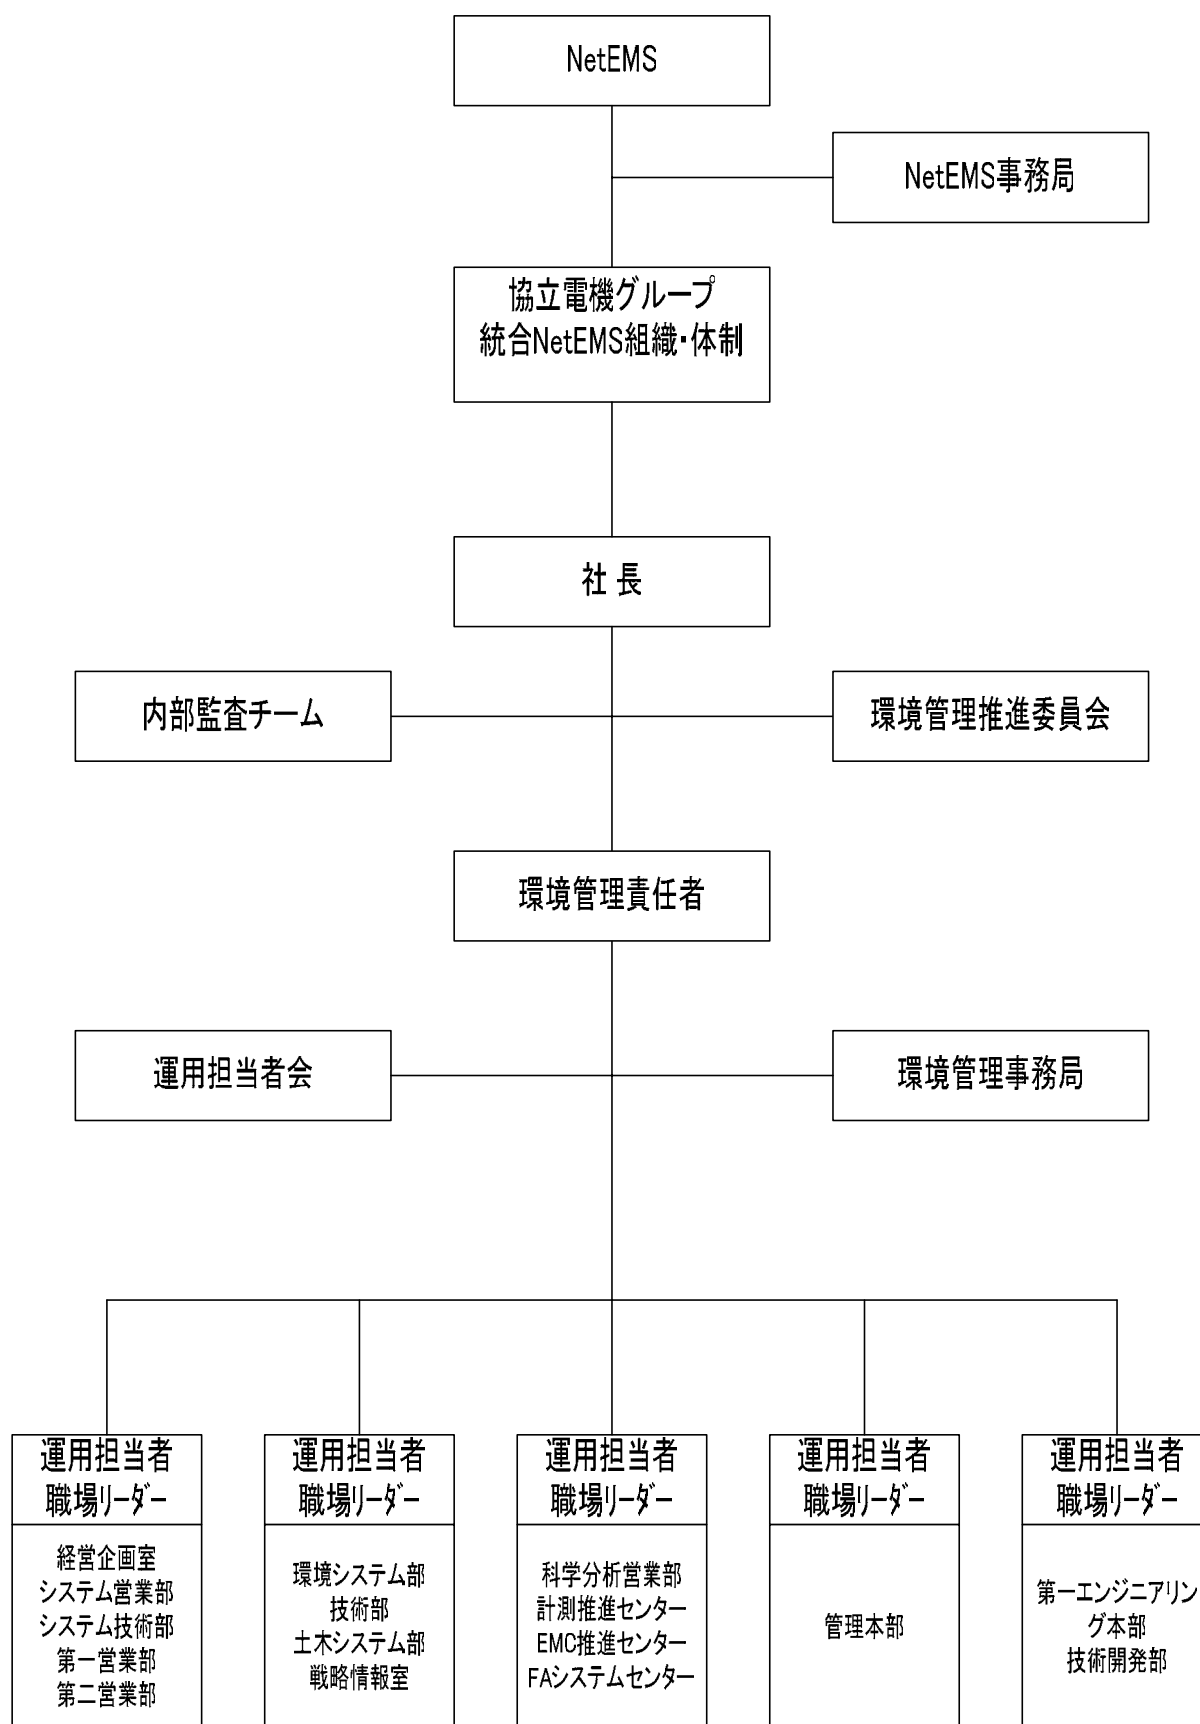 NetEMS
NetEMS事務局
協立電機グループ
統合NetEMS組織・体制
社 長
内部監査チーム
環境管理推進委員会
環境管理責任者
運用担当者会
環境管理事務局
運用担当者
職場リーダー
経営企画室
システム営業部
システム技術部
第一営業部
第二営業部
運用担当者
職場リーダー
環境システム部
技術部
土木システム部
戦略情報室
運用担当者
職場リーダー
科学分析営業部
計測推進センター
EMC推進センター
FAシステムセンター
運用担当者
職場リーダー
管理本部
運用担当者
職場リーダー
第一エンジニアリン
グ本部
技術開発部